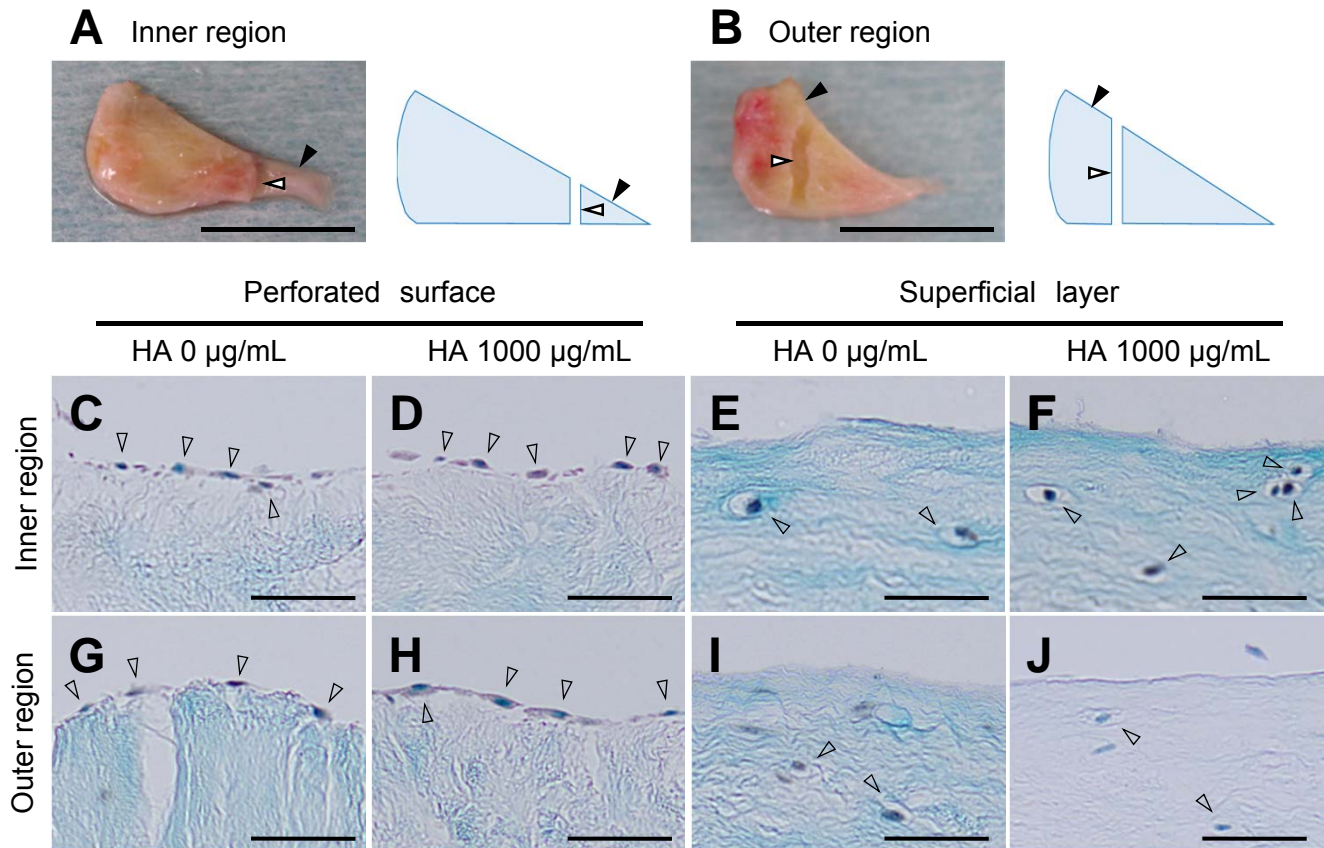 A Inner region
B Outer region
Perforated surface
Superficial layer
HA 0 µg/mL
HA 1000 µg/mL
HA 0 µg/mL
HA 1000 µg/mL
Inner region
C
D
E
F
Outer region
G
H
I
J